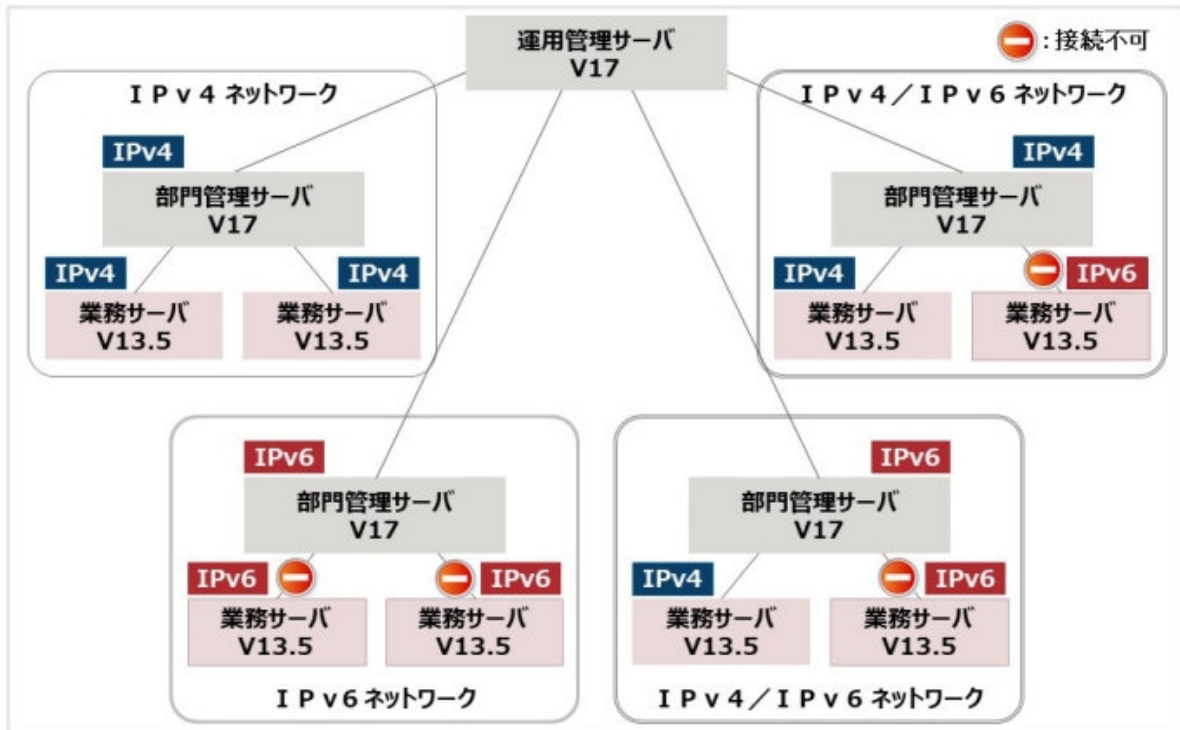 運用管理サーバ
V17
：接続不可
ＩＰｖ４ ネットワーク
IPv4
部門管理サーバ
V17
IPv4
IPv4
業務サーバ
V13.5
業務サーバ
V13.5
ＩＰｖ４／ＩＰｖ６ ネットワーク
IPv4
部門管理サーバ
V17
IPv4
IPv6
業務サーバ
V13.5
業務サーバ
V13.5
IPv6
部門管理サーバ
V17
IPv6
IPv6
業務サーバ
V13.5
業務サーバ
V13.5
ＩＰｖ６ ネットワーク
IPv6
部門管理サーバ
V17
IPv4
IPv6
業務サーバ
V13.5
業務サーバ
V13.5
ＩＰｖ４／ＩＰｖ６ ネットワーク